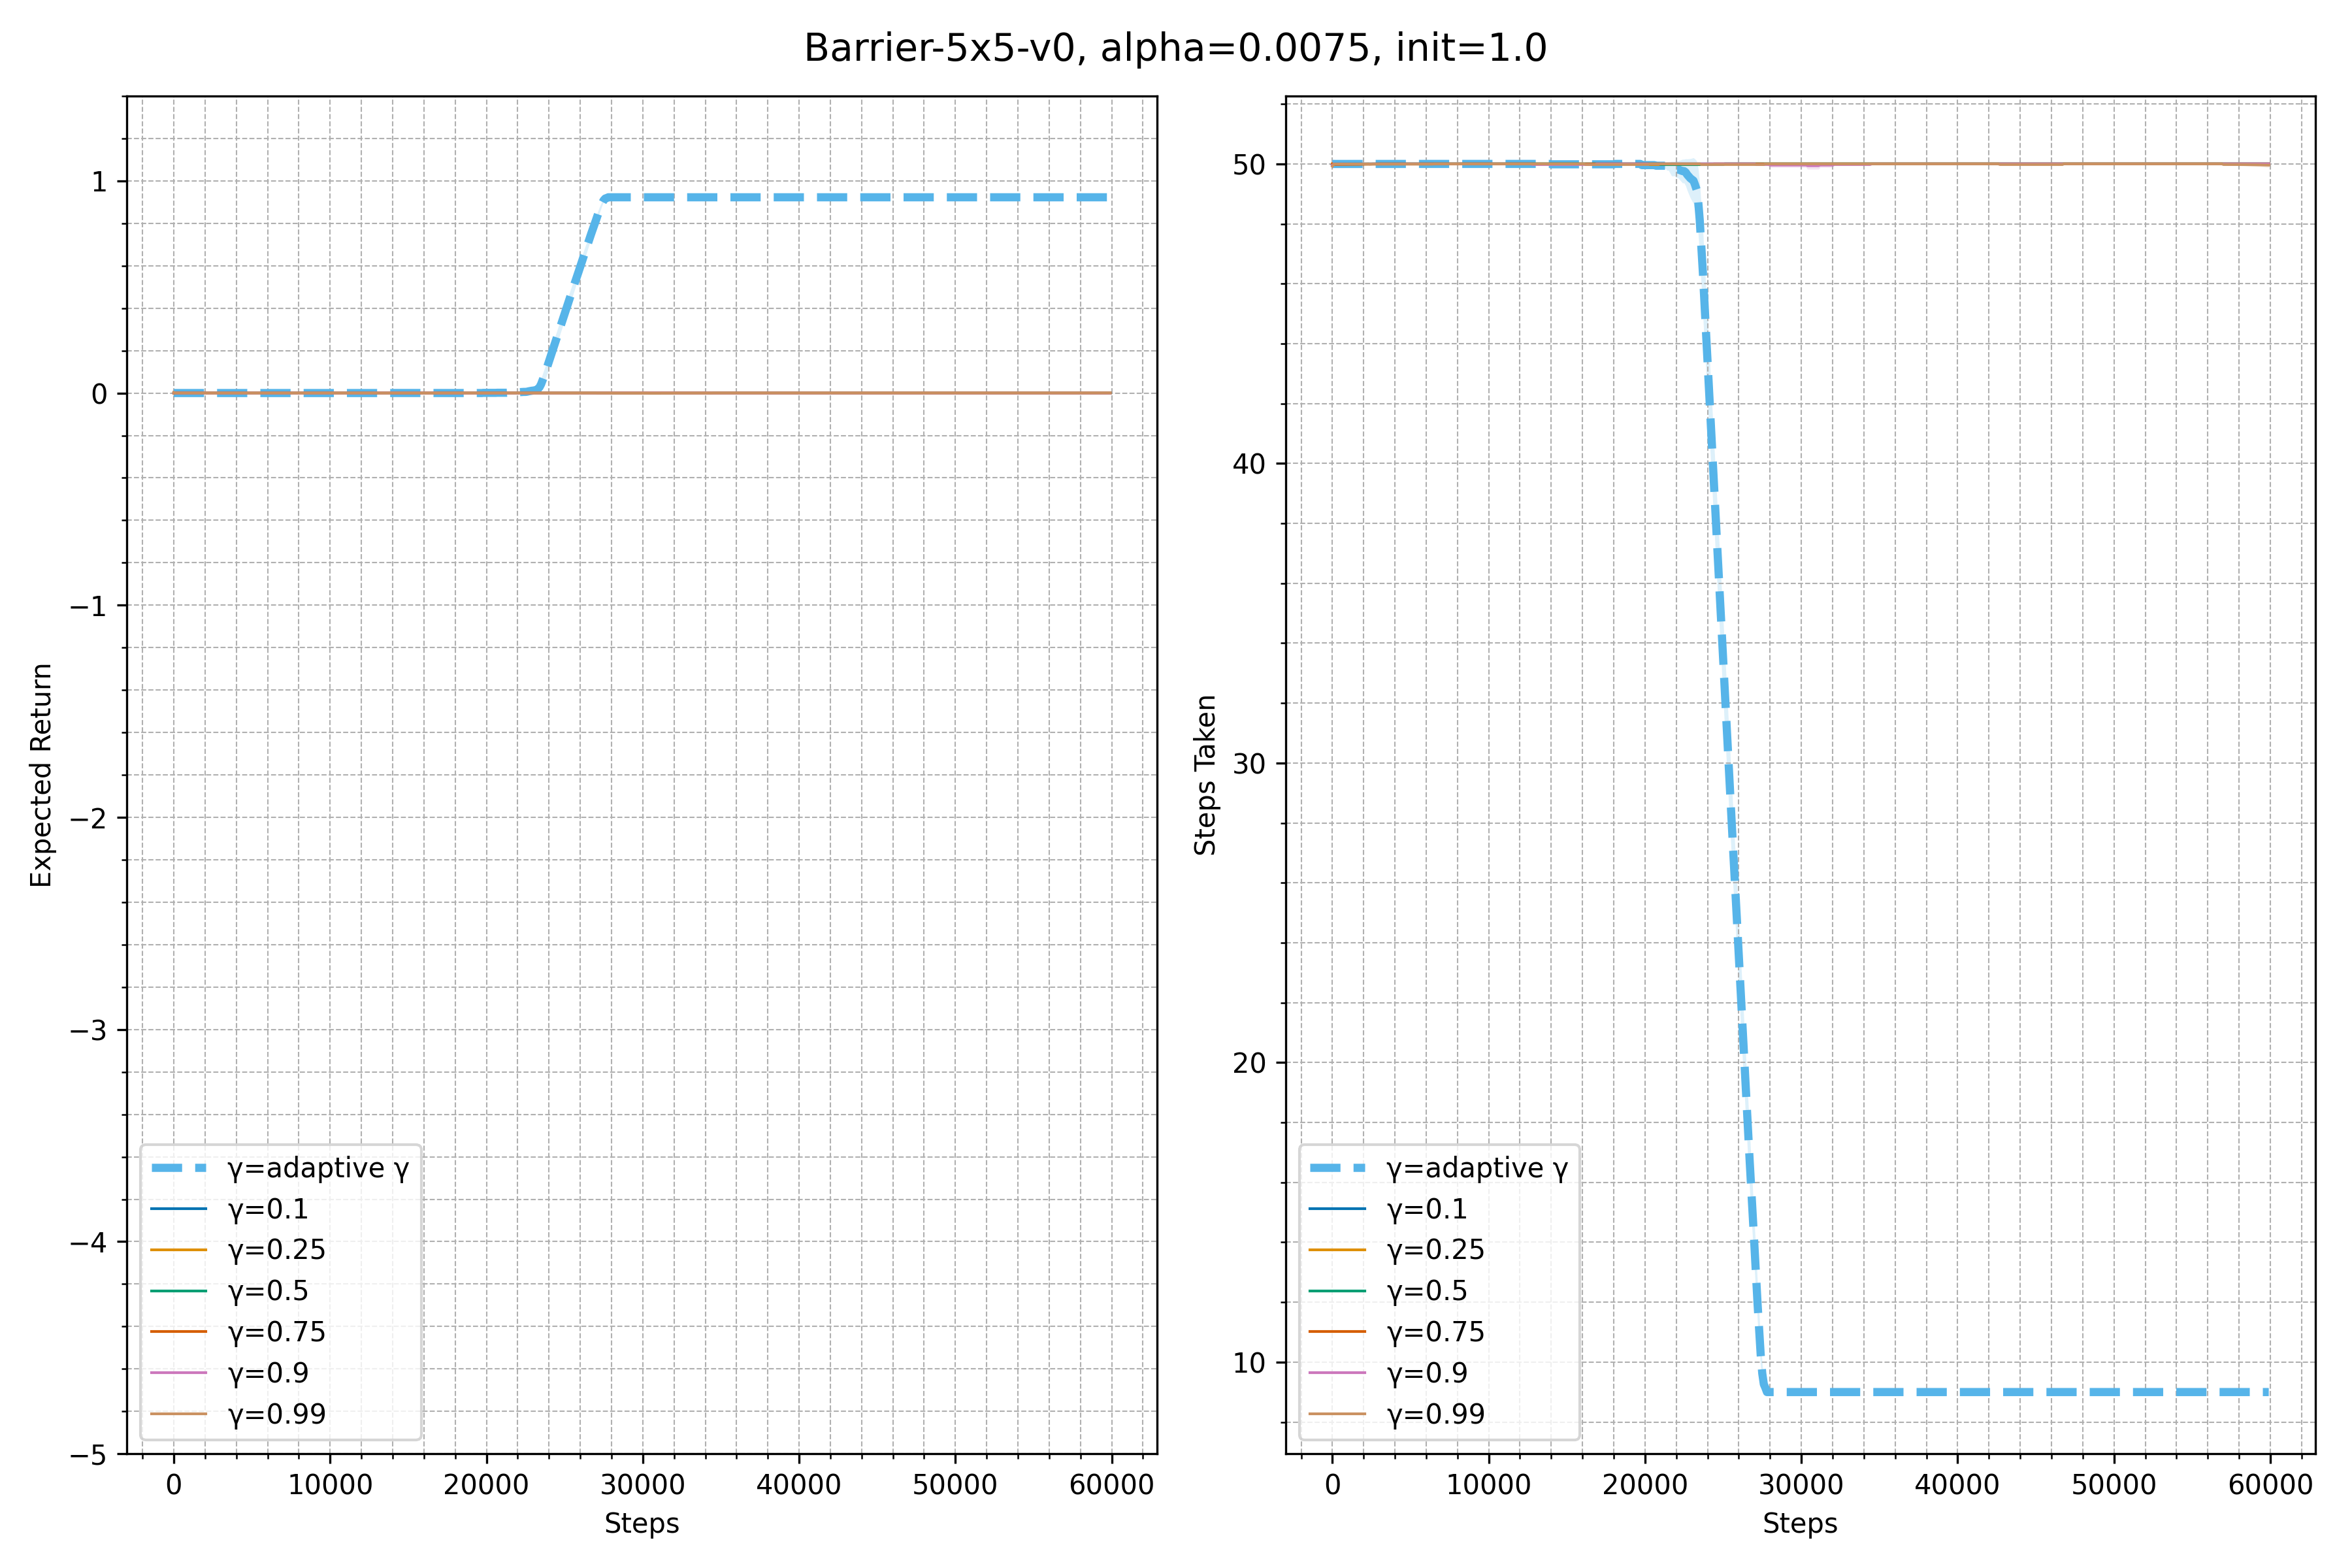 Barrier-5x5-v0, alpha=0.0075, init=1.0
1
0
−1
−2
−3
−4
−5
Expected Return
0 10000 20000 30000 40000 50000 60000
Steps
γ=adaptive γ
γ=0.1
γ=0.25
γ=0.5
γ=0.75
γ=0.9
γ=0.99
50
40
30
20
10
Steps Taken
0 10000 20000 30000 40000 50000 60000
Steps
γ=adaptive γ
γ=0.1
γ=0.25
γ=0.5
γ=0.75
γ=0.9
γ=0.99